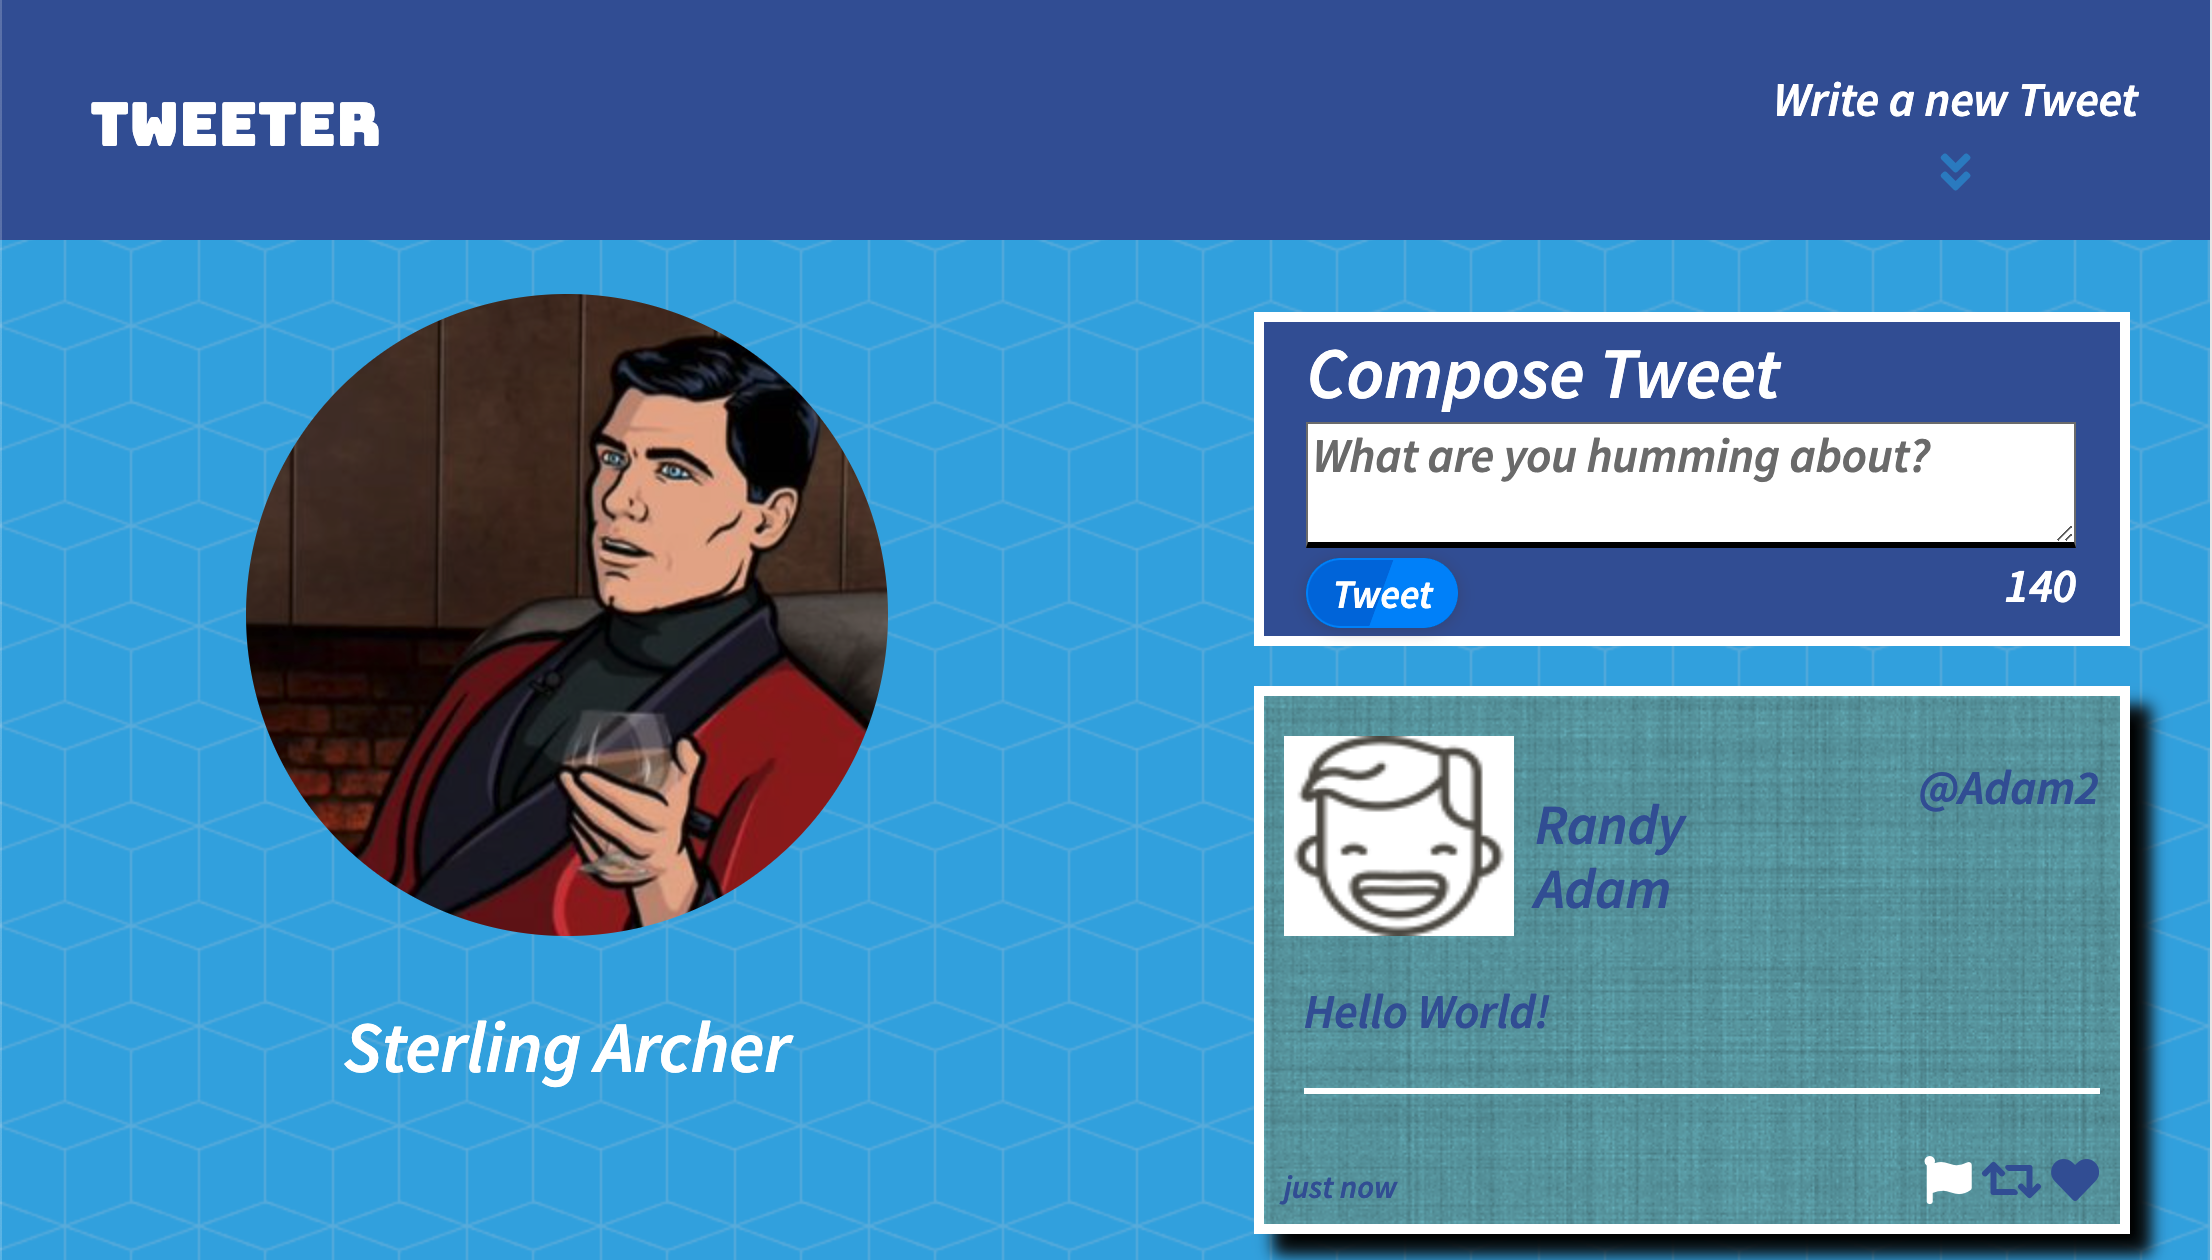 TWEETER
Write a new Tweet
Sterling Archer
Compose Tweet
What are you humming about?
Tweet
140
Randy
Adam
@Adam2
Hello World!
just now